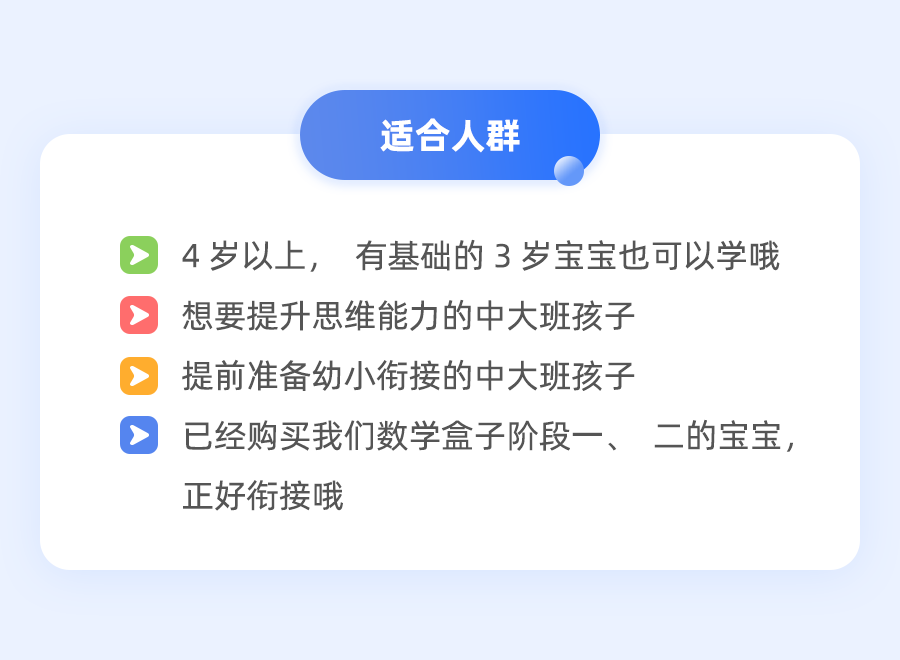 适合人群
4 岁以上， 有基础的 3 岁宝宝也可以学哦
想要提升思维能力的中大班孩子
提前准备幼小衔接的中大班孩子
已经购买我们数学盒子阶段一、 二的宝宝，
正好衔接哦